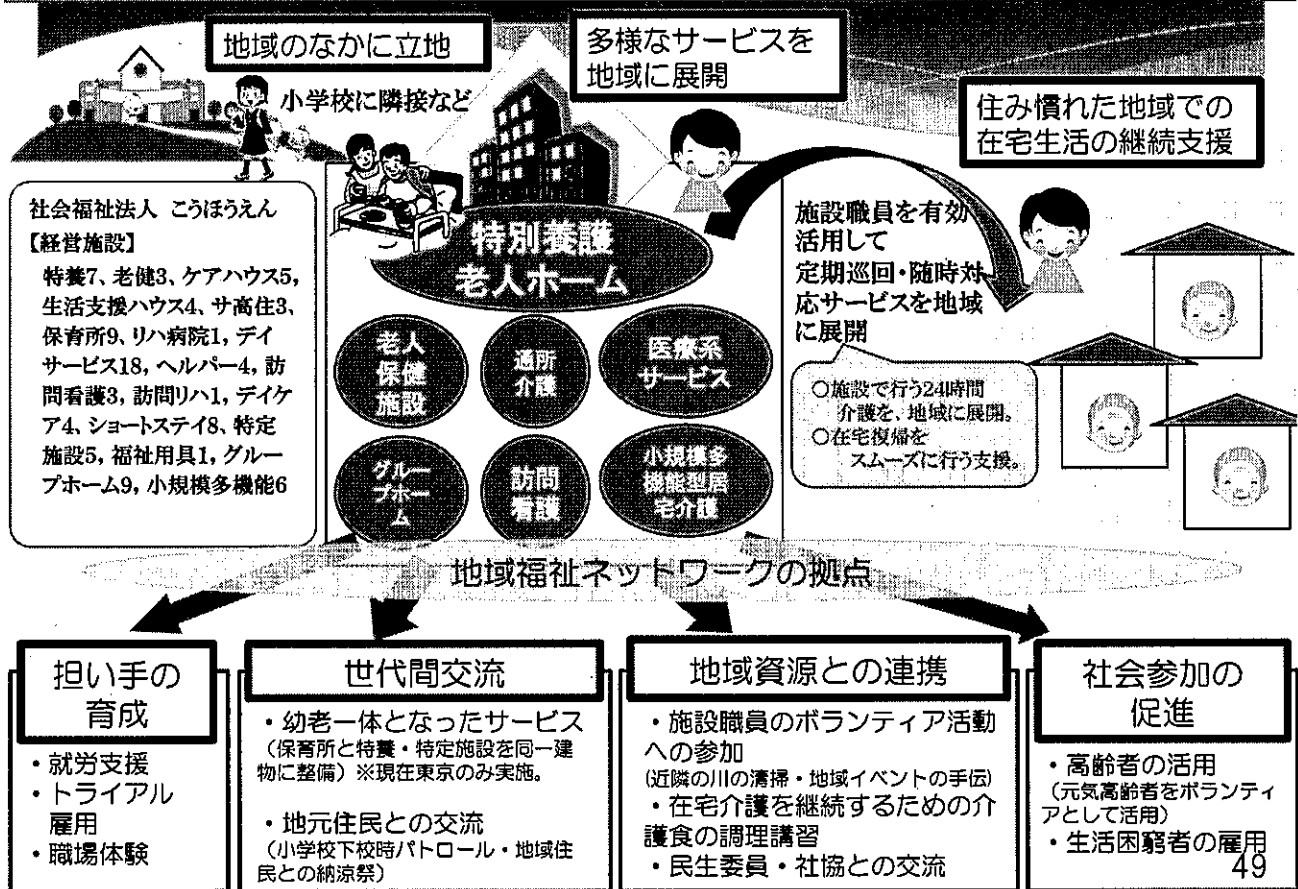 地域のなかに立地
多様なサービスを
地域に展開
小学校に隣接など
住み慣れた地域での
在宅生活の継続支援
社会福祉法人 こうほうえん
【経営施設】
特養7、老健3、ケアハウス5,
生活支援ハウス4、サ高住3、
保育所9、リハ病院1，デイ
サービス18，ヘルパー4，訪
問看護3，訪問リハ1，デイケ
ア4、ショートステイ8、特定
施設5，福祉用具1，グルー
プホーム9，小規模多機能6
特別養護
老人ホーム
老人
保健
施設
通所
介護
医療系
サービス
グルー
プホー
ム
訪問
看護
小規模多
機能型居
宅介護
施設職員を有効
活用して
定期巡回・随時対
応サービスを地域
に展開
○施設で行う24時間
介護を、地域に展開。
○在宅復帰を
スムーズに行う支援。
地域福祉ネットワークの拠点
担い手の
育成
・就労支援
・トライアル
雇用
・職場体験
世代間交流
・幼老一体となったサービス
（保育所と特養・特定施設を同一建
物に整備）※現在東京のみ実施。
・地元住民との交流
（小学校下校時パトロール・地域住
民との納涼祭）
地域資源との連携
・施設職員のボランティア活動
への参加
(近隣の川の清掃・地域イベントの手伝)
・在宅介護を継続するための介
護食の調理講習
・民生委員・社協との交流
社会参加の
促進
・高齢者の活用
（元気高齢者をボランティ
アとして活用）
・生活困窮者の雇用
49